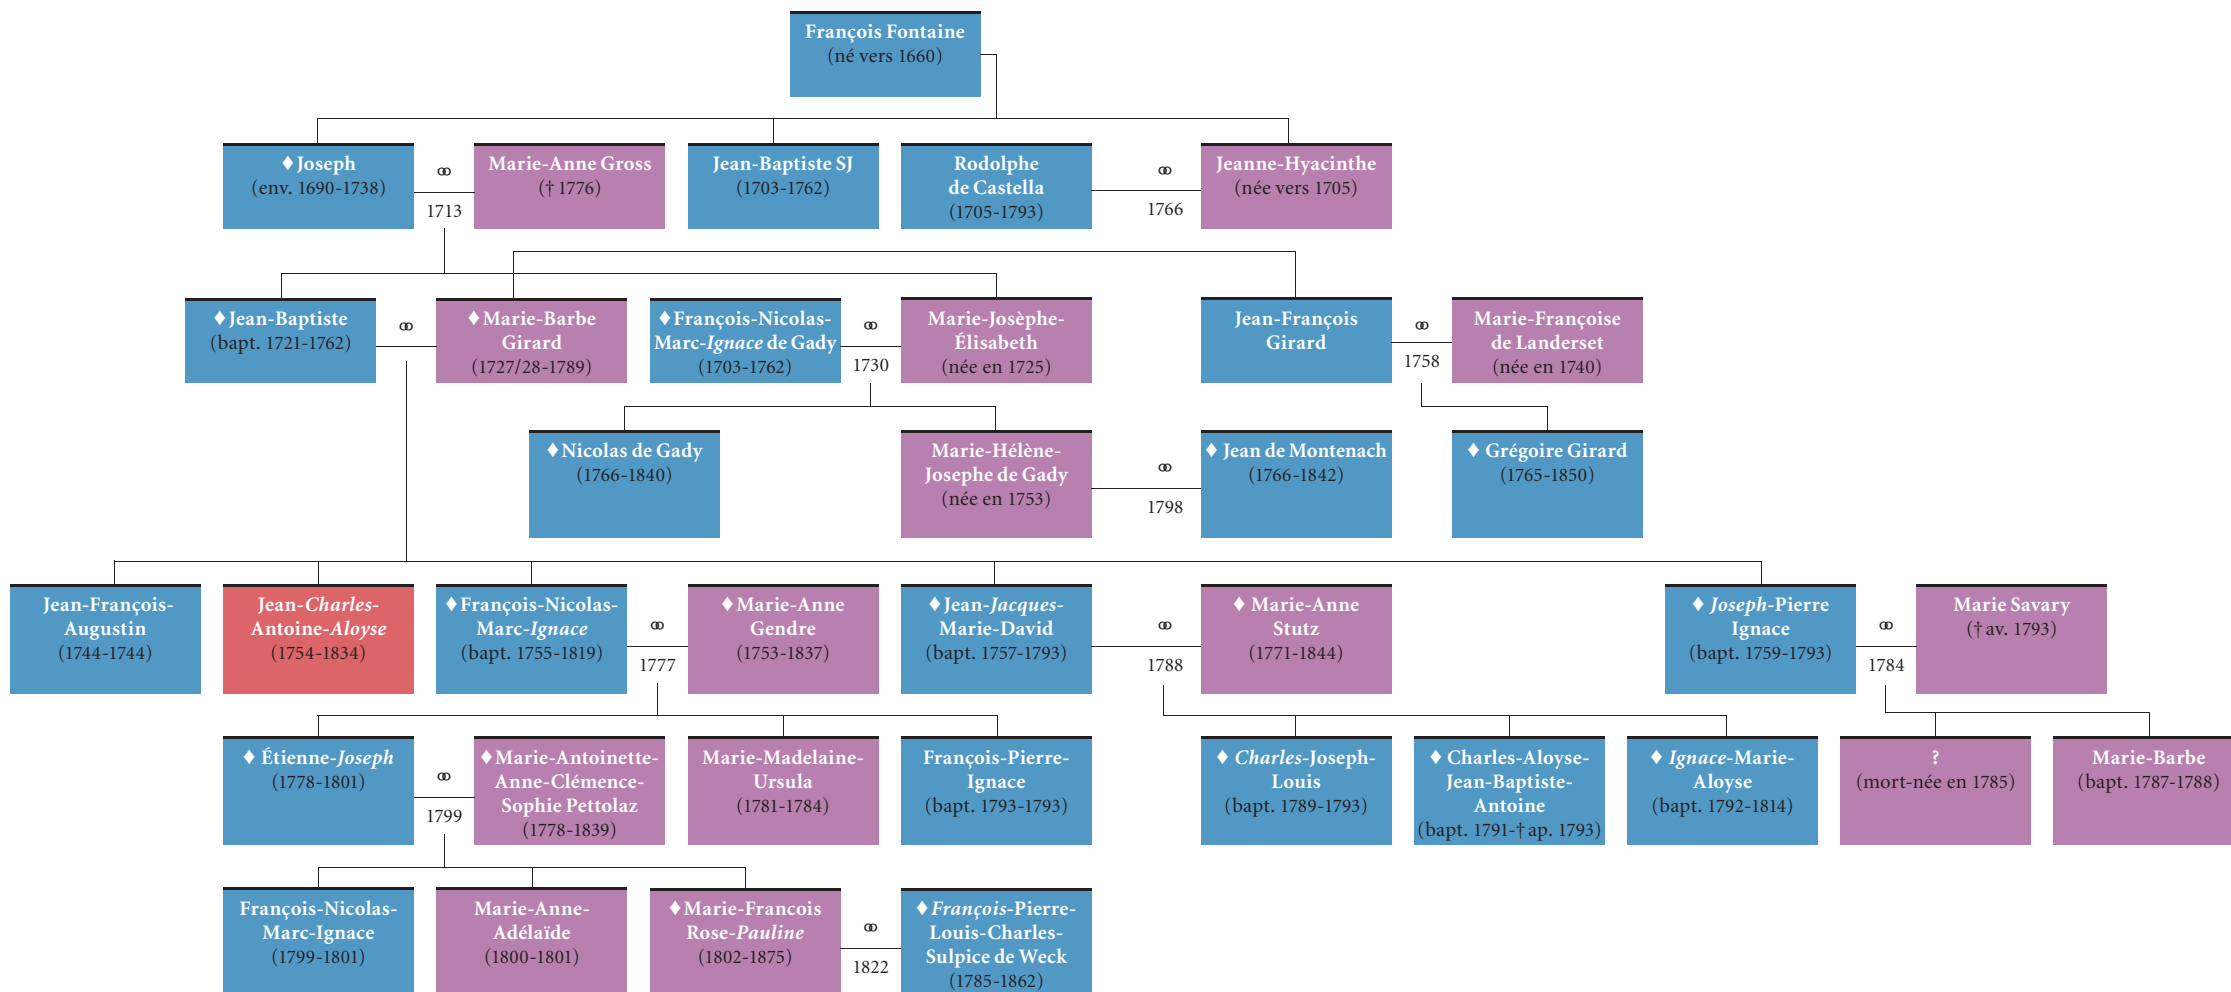 François Fontaine
(né vers 1660)
♦ Joseph
(env. 1690-1738)
⚭
1713
Marie-Anne Gross
(† 1776)
Jean-Baptiste SJ
(1703-1762)
Rodolphe
de Castella
(1705-1793)
⚭
1766
Jeanne-Hyacinthe
(née vers 1705)
♦ Jean-Baptiste
(bapt. 1721-1762)
⚭
♦ Marie-Barbe
Girard
(1727/28-1789)
♦ François-Nicolas-
Marc-Ignace de Gady
(1703-1762)
⚭
1730
Marie-Josèphe-
Élisabeth
(née en 1725)
Jean-François
Girard
⚭
1758
Marie-Françoise
de Landerset
(née en 1740)
♦ Nicolas de Gady
(1766-1840)
Marie-Hélène-
Josephe de Gady
(née en 1753)
⚭
1798
♦ Jean de Montenach
(1766-1842)
♦ Grégoire Girard
(1765-1850)
Jean-François-
Augustin
(1744-1744)
Jean-Charles-
Antoine-Aloyse
(1754-1834)
♦ François-Nicolas-
Marc-Ignace
(bapt. 1755-1819)
⚭
1777
♦ Marie-Anne
Gendre
(1753-1837)
♦ Jean-Jacques-
Marie-David
(bapt. 1757-1793)
⚭
1788
♦ Marie-Anne
Stutz
(1771-1844)
♦ Joseph-Pierre
Ignace
(bapt. 1759-1793)
⚭
1784
Marie Savary
(† av. 1793)
♦ Étienne-Joseph
(1778-1801)
⚭
1799
♦ Marie-Antoinette-
Anne-Clémence-
Sophie Pettolaz
(1778-1839)
Marie-Madelaine-
Ursula
(1781-1784)
François-Pierre-
Ignace
(bapt. 1793-1793)
♦ Charles-Joseph-
Louis
(bapt. 1789-1793)
♦ Charles-Aloyse-
Jean-Baptiste-
Antoine
(bapt. 1791-† ap. 1793)
♦ Ignace-Marie-
Aloyse
(bapt. 1792-1814)
?
(mort-née en 1785)
Marie-Barbe
(bapt. 1787-1788)
François-Nicolas-
Marc-Ignace
(1799-1801)
Marie-Anne-
Adélaïde
(1800-1801)
♦ Marie-Francois
Rose-Pauline
(1802-1875)
⚭
1822
♦ François-Pierre-
Louis-Charles-
Sulpice de Weck
(1785-1862)